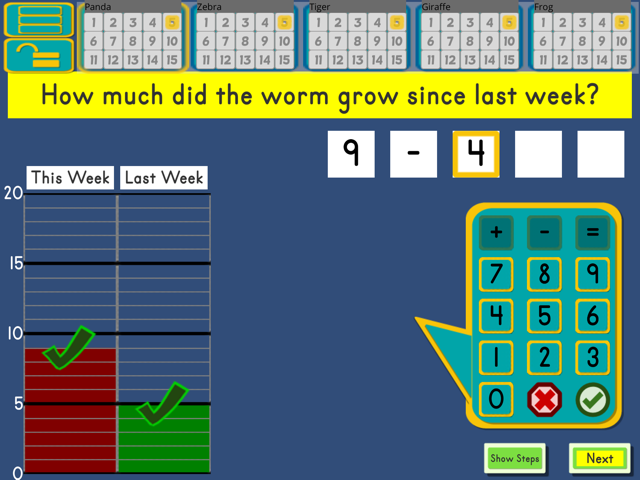 Panda Zebra Tiger Giraffe Frog
1 2 3 4 5 1 2 3 4 5 1 2 3 4 5 1 2 3 4 5 1 2 3 4 5
6 7 8 9 10 6 7 8 9 10 6 7 8 9 10 6 7 8 9 10 6 7 8 9 10
11 12 13 14 15 11 12 13 14 15 11 12 13 14 15 11 12 13 14 15 11 12 13 14 15
How much did the worm grow since last week?
9 - 4
This Week Last Week
20
15
10
5
0
+ - =
7 8 9
4 5 6
1 2 3
0
Show Steps Next